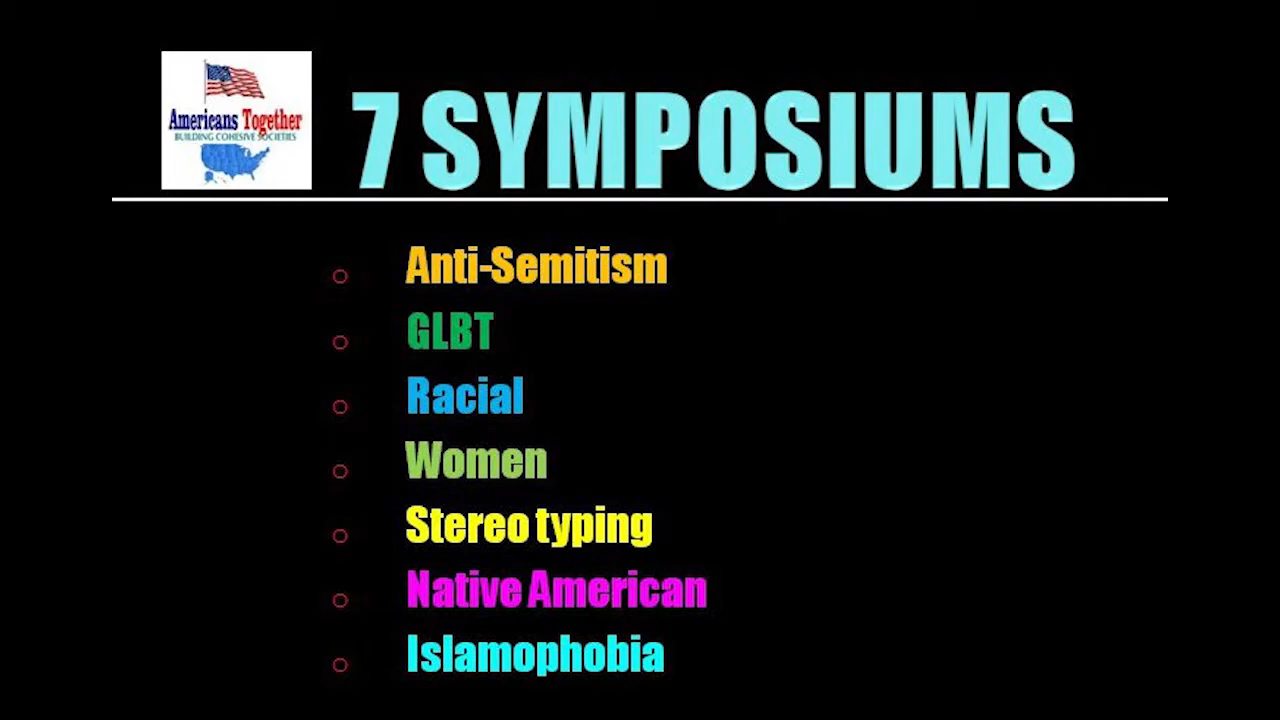 Americans Together
BUILDING COHESIVE SOCIETIES
7 SYMPOSIUMS
Anti-Semitism
GLBT
Racial
Women
Stereo typing
Native American
Islamophobia